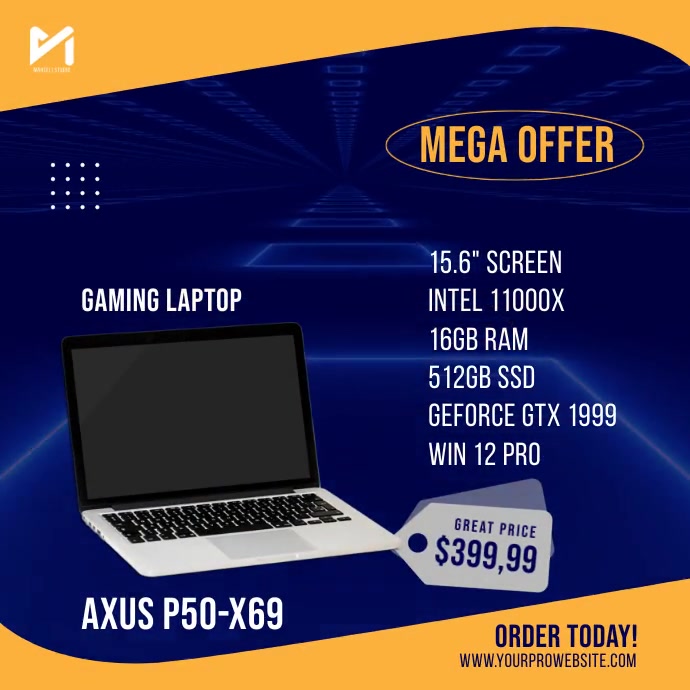 MEGA OFFER
15.6" SCREEN
INTEL 11000X
16GB RAM
512GB SSD
GEFORCE GTX 1999
WIN 12 PRO
GAMING LAPTOP
GREAT PRICE
$399,99
AXUS P50-X69
ORDER TODAY!
WWW.YOURPROWEBSITE.COM